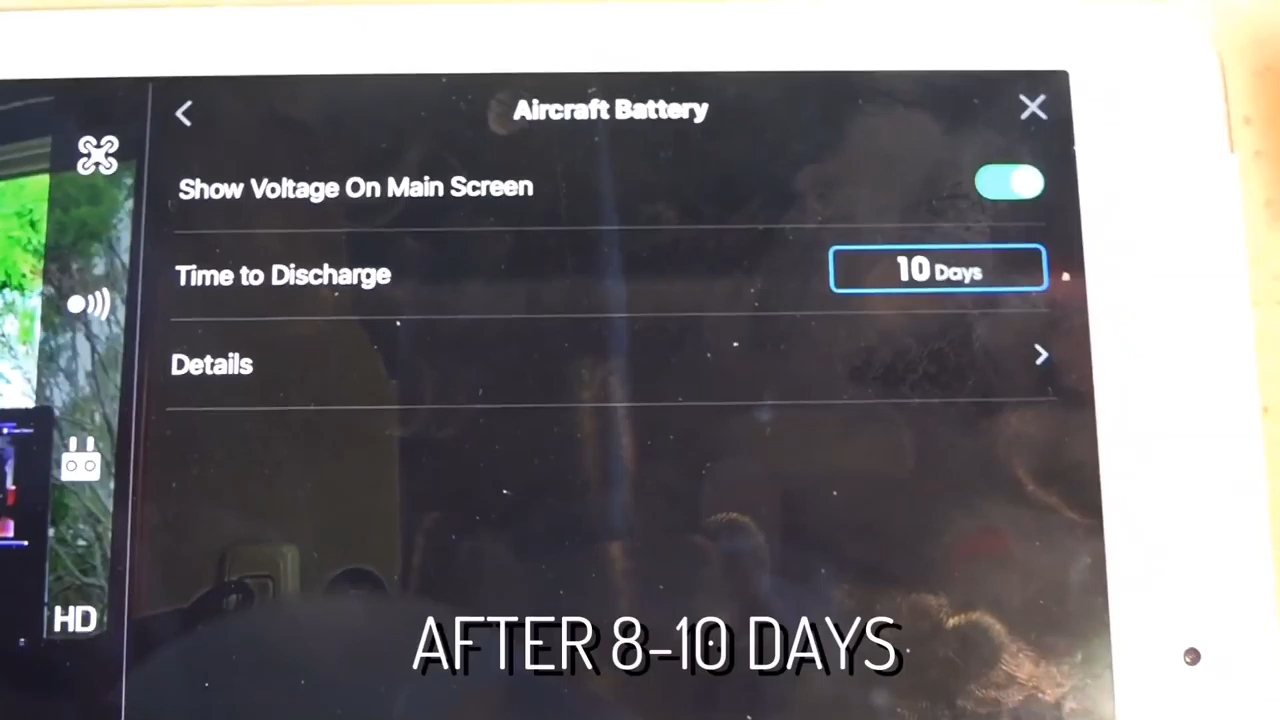 Aircraft Battery
Show Voltage On Main Screen
Time to Discharge
10 Days
Details
HD
AFTER 8-10 DAYS